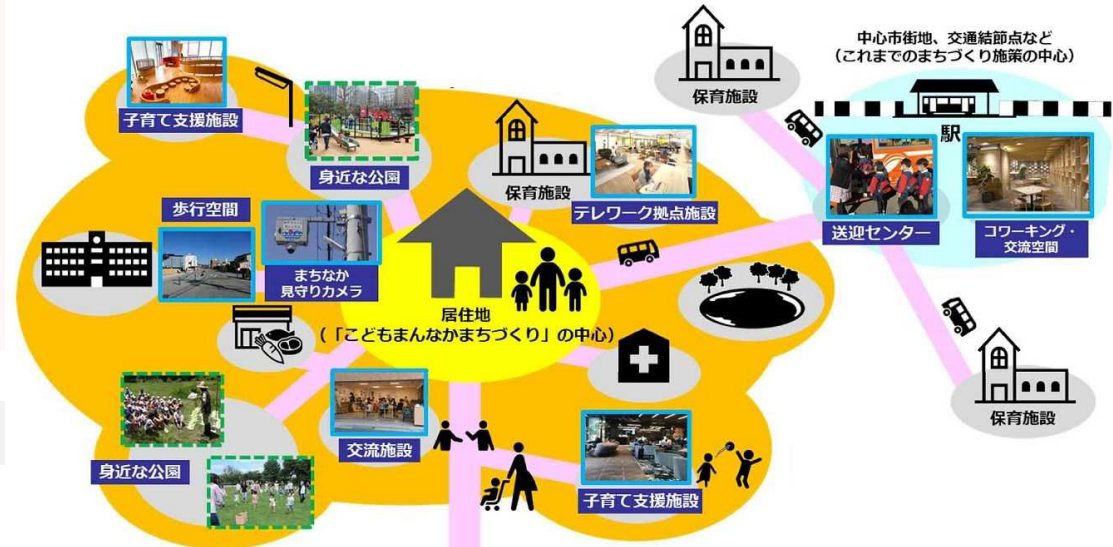 中心市街地、交通結節点など
（これまでのまちづくり施策の中心）
保育施設
駅
子育て支援施設
身近な公園
保育施設
テレワーク拠点施設
送迎センター
コワーキング・
交流空間
歩行空間
まちなか
見守りカメラ
居住地
（「こどもまんなかまちづくり」の中心）
保育施設
交流施設
身近な公園
子育て支援施設